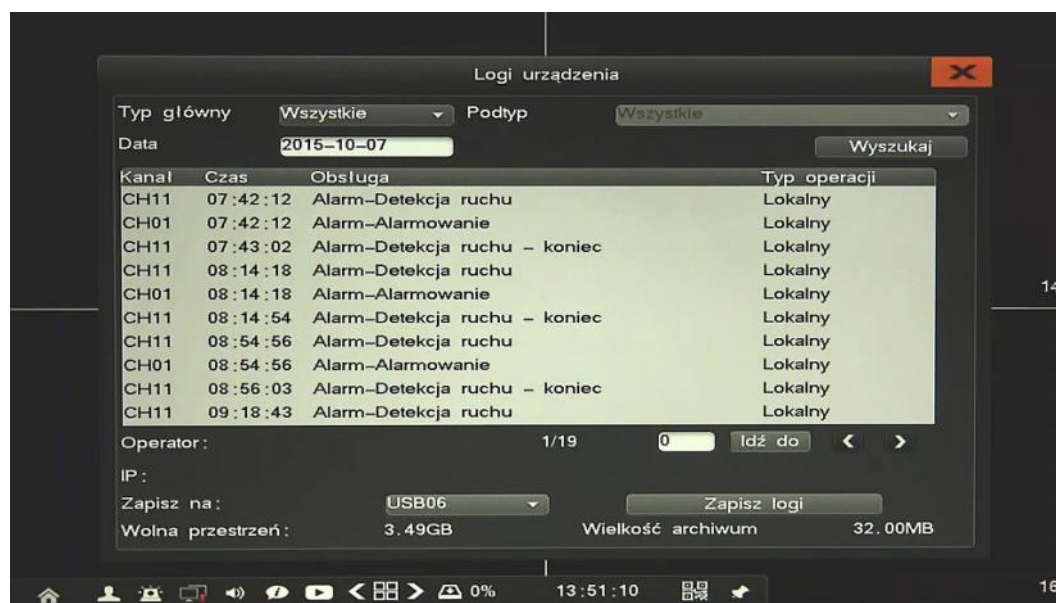 Logi urządzenia
Typ główny Wszystkie Podtyp Wszystkie
Data 2015-10-07 Wyszukaj
Kanał Czas Obsługa Typ operacji
CH11 07:42:12 Alarm-Detekcja ruchu Lokalny
CH01 07:42:12 Alarm-Alarmowanie Lokalny
CH11 07:43:02 Alarm-Detekcja ruchu - koniec Lokalny
CH11 08:14:18 Alarm-Detekcja ruchu Lokalny
CH01 08:14:18 Alarm-Alarmowanie Lokalny
14
CH11 08:14:54 Alarm-Detekcja ruchu - koniec Lokalny
CH11 08:54:56 Alarm-Detekcja ruchu Lokalny
CH01 08:54:56 Alarm-Alarmowanie Lokalny
CH11 08:56:03 Alarm-Detekcja ruchu - koniec Lokalny
CH11 09:18:43 Alarm-Detekcja ruchu Lokalny
Operator: 1/19 0 Idź do
IP:
Zapisz na: USB06 Zapisz logi
Wolna przestrzeń: 3.49GB Wielkość archiwum 32.00MB
0% 13:51:10 16